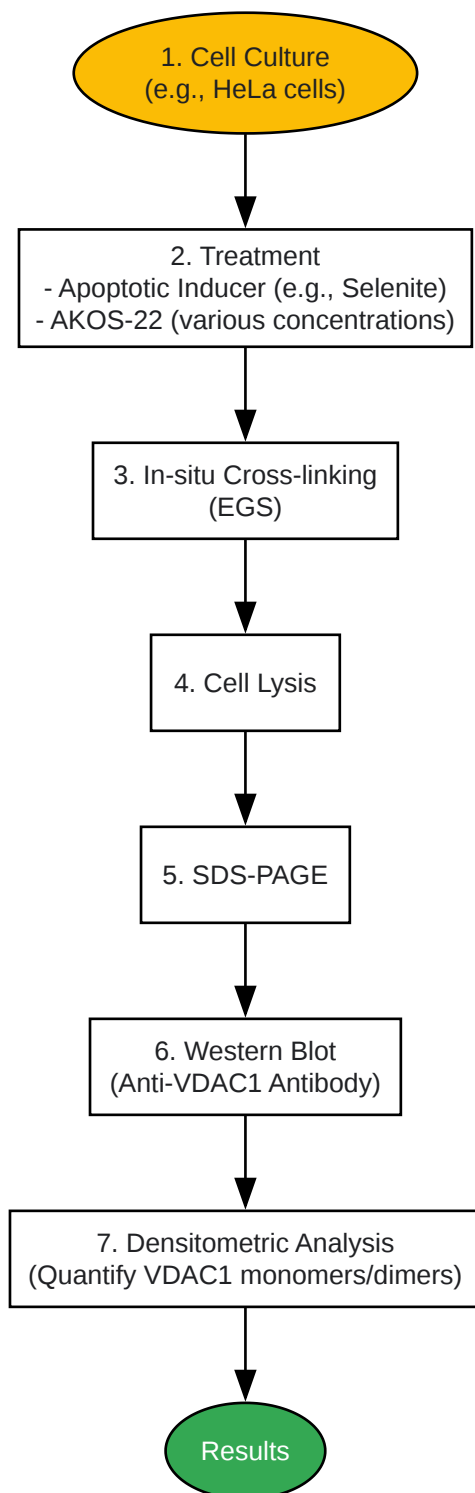 1. Cell Culture
(e.g., HeLa cells)
2. Treatment
- Apoptotic Inducer (e.g., Selenite)
- AKOS-22 (various concentrations)
3. In-situ Cross-linking
(EGS)
4. Cell Lysis
5. SDS-PAGE
6. Western Blot
(Anti-VDAC1 Antibody)
7. Densitometric Analysis
(Quantify VDAC1 monomers/dimers)
Results